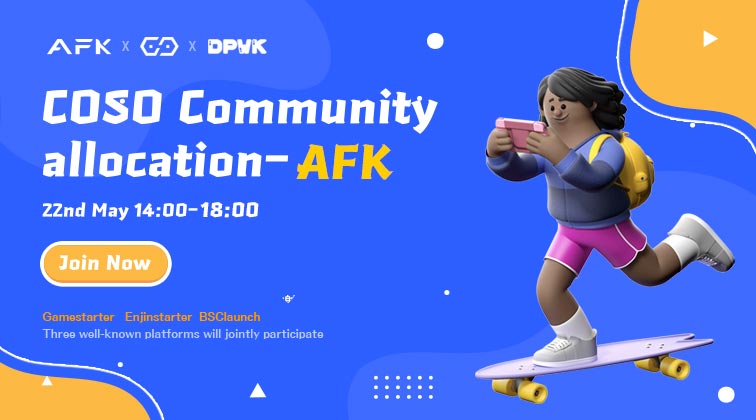 AFK x x DPVK
COSO Community
allocation-AFK
22nd May 14:00-18:00
Join Now
Gamestarter Enjinstarter BSClaunch
Three well-known platforms will jointly participate